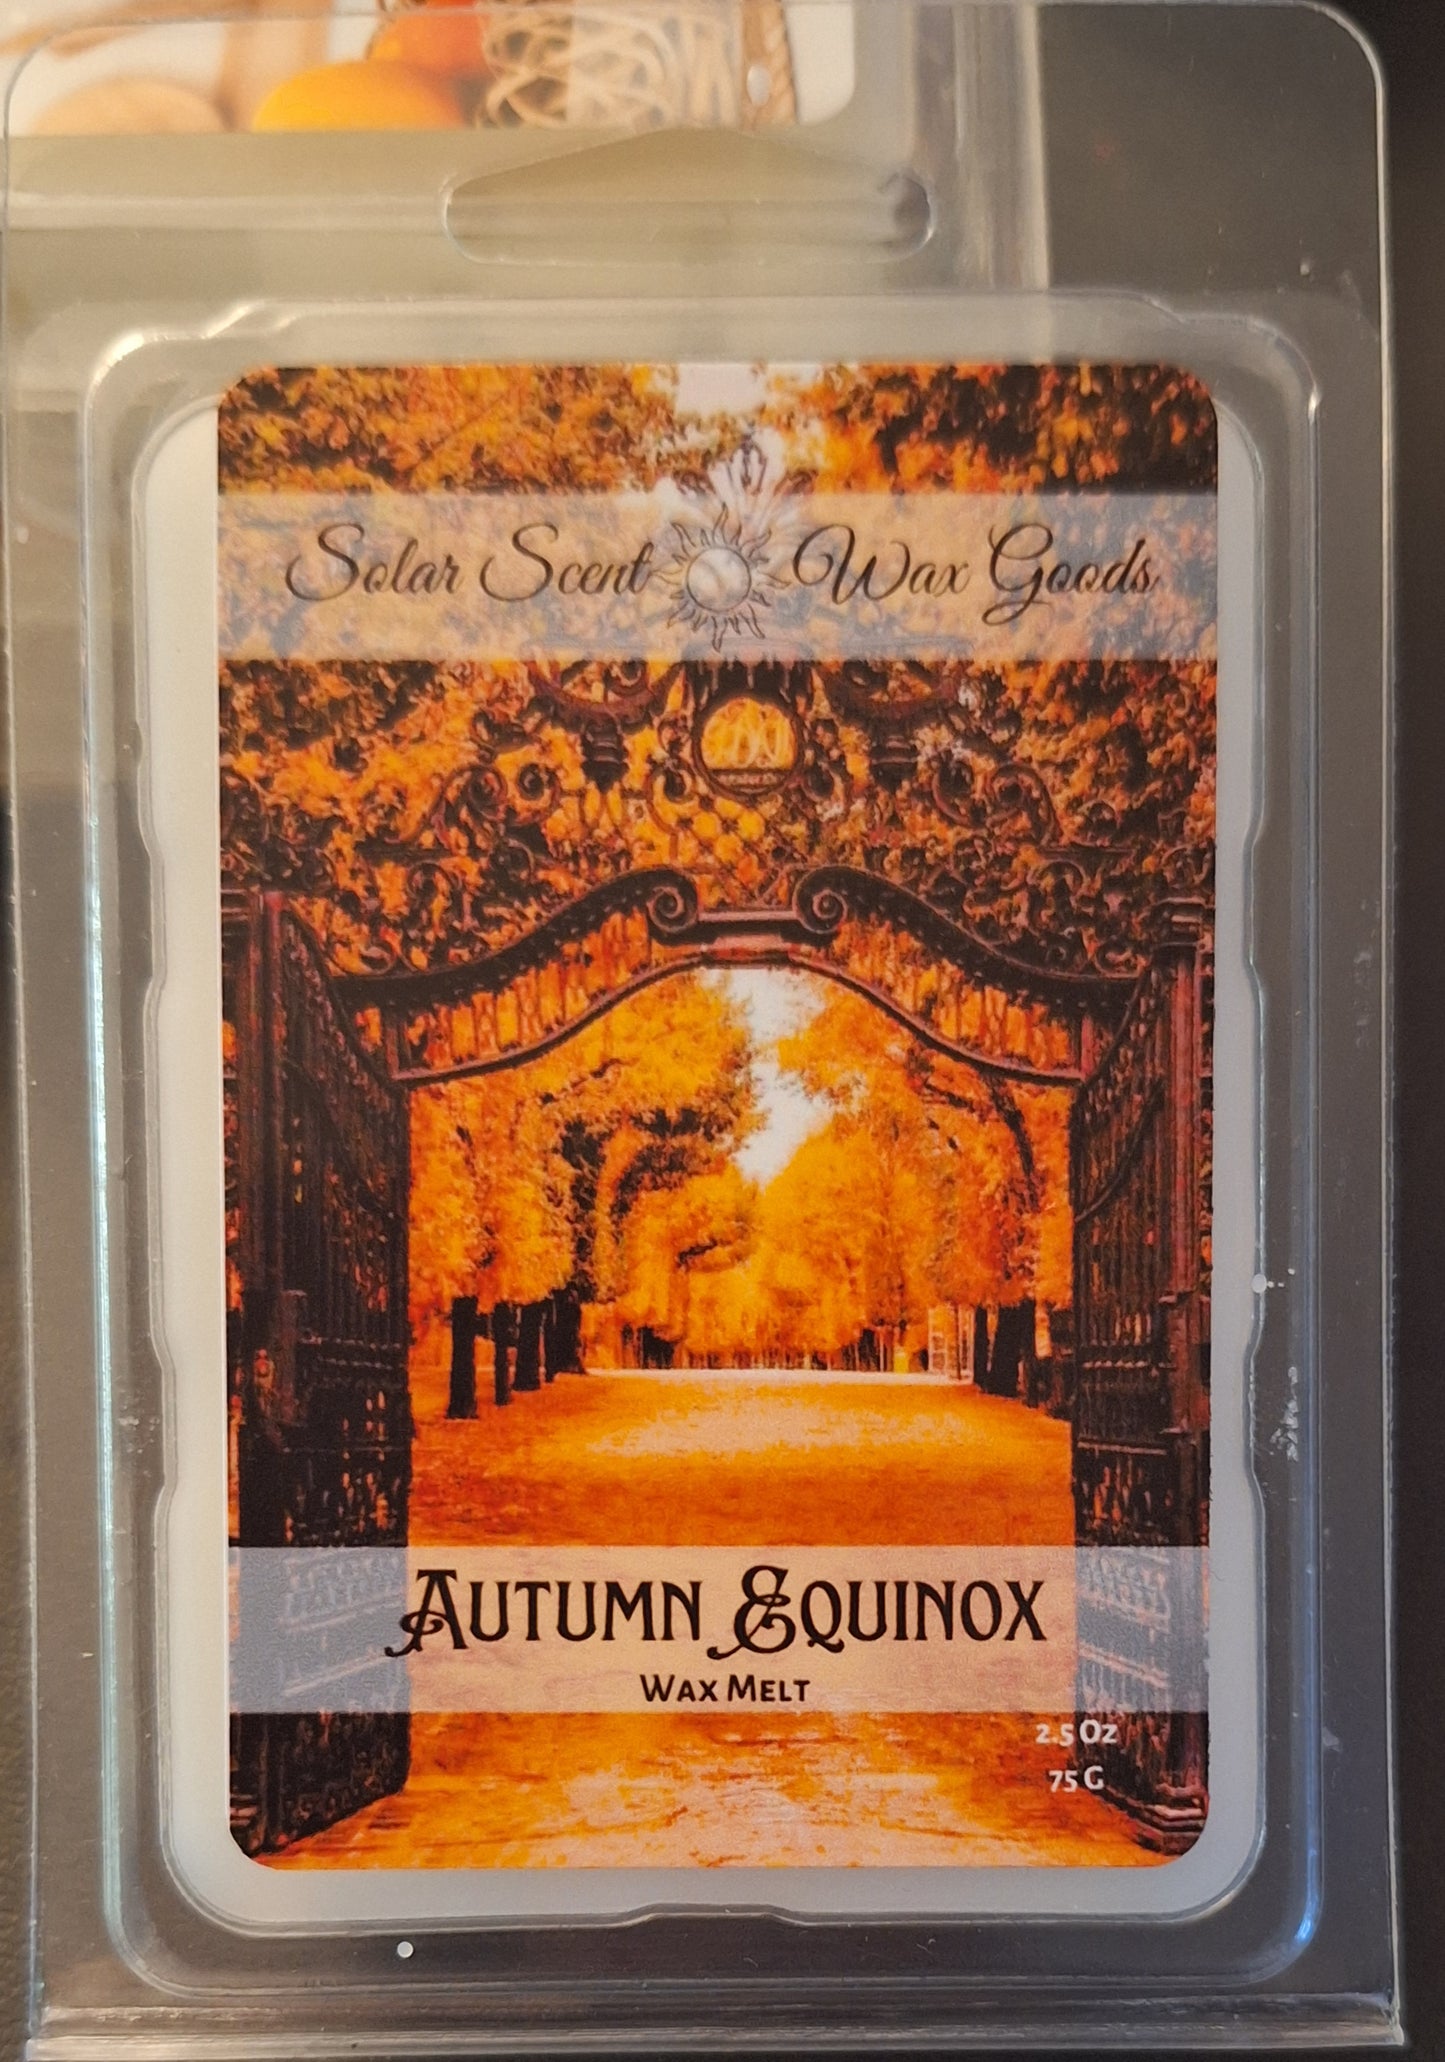 Solar Scent Wax Goods
Autumn Equinox
Wax Melt
2.5 Oz
75 G